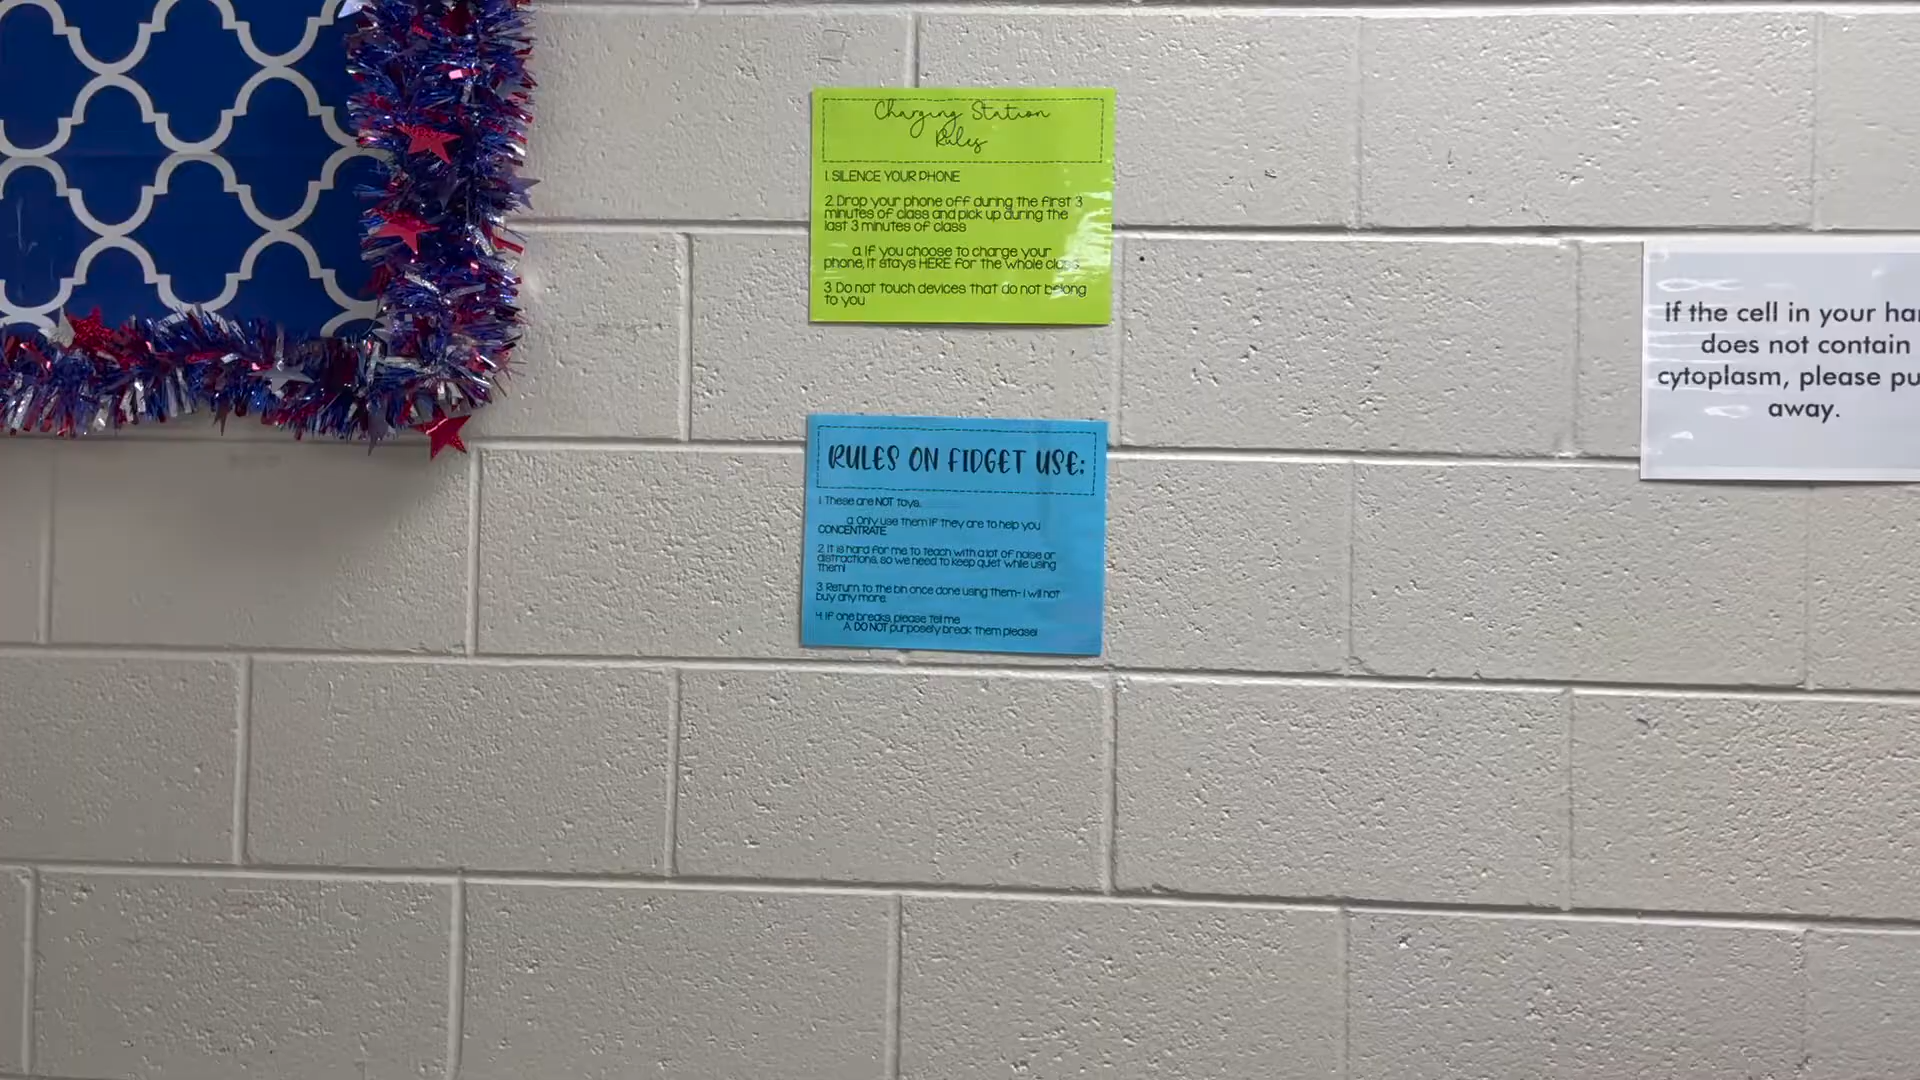 Charging Station
Rules
1. SILENCE YOUR PHONE
2. Drop your phone off during the first 3
minutes of class and pick up during the
last 3 minutes of class
a. If you choose to charge your
phone, it stays HERE for the whole class
3. Do not touch devices that do not belong
to you
RULES ON FIDGET USE:
1. These are NOT toys.
a. Only use them if they are to help you
CONCENTRATE
2. It is hard for me to teach with a lot of noise or
distractions, so we need to keep quiet while using
them!
3. Return to the bin once done using them- I will not
buy any more.
4. If one breaks, please tell me
A. DO NOT purposely break them please!
if the cell in your
does not contain
cytoplasm, please
away.